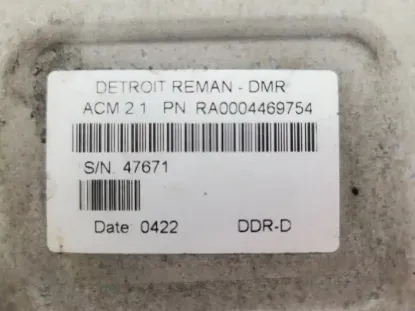 DETROIT REMAN - DMR
ACM 2.1 PN RA0004469754
S/N. 47671
Date: 0422 DDR-D